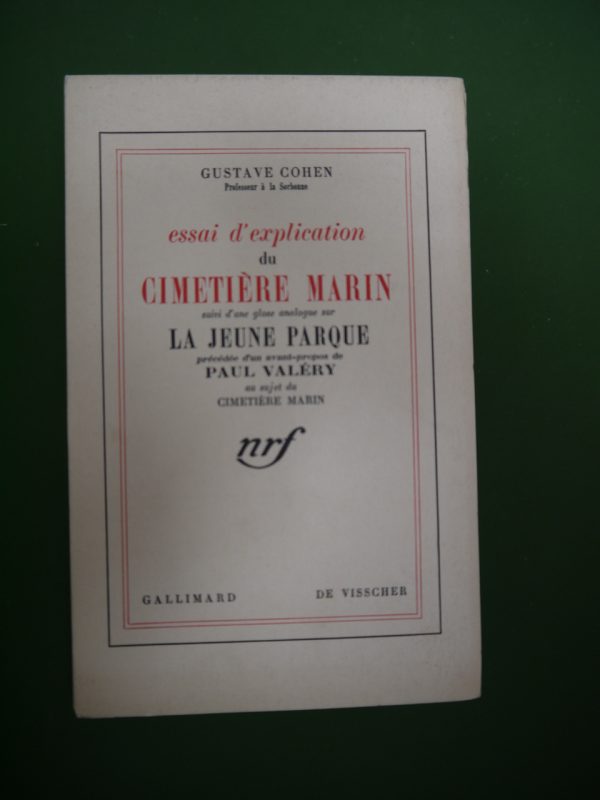 GUSTAVE COHEN
Professeur à la Sorbonne
essai d'explication
du
CIMETIÈRE MARIN
suivi d'une glose analogue sur
LA JEUNE PARQUE
précédée d'un avant-propos de
PAUL VALÉRY
au sujet du
CIMETIÈRE MARIN
nrf
GALLIMARD DE VISSCHER